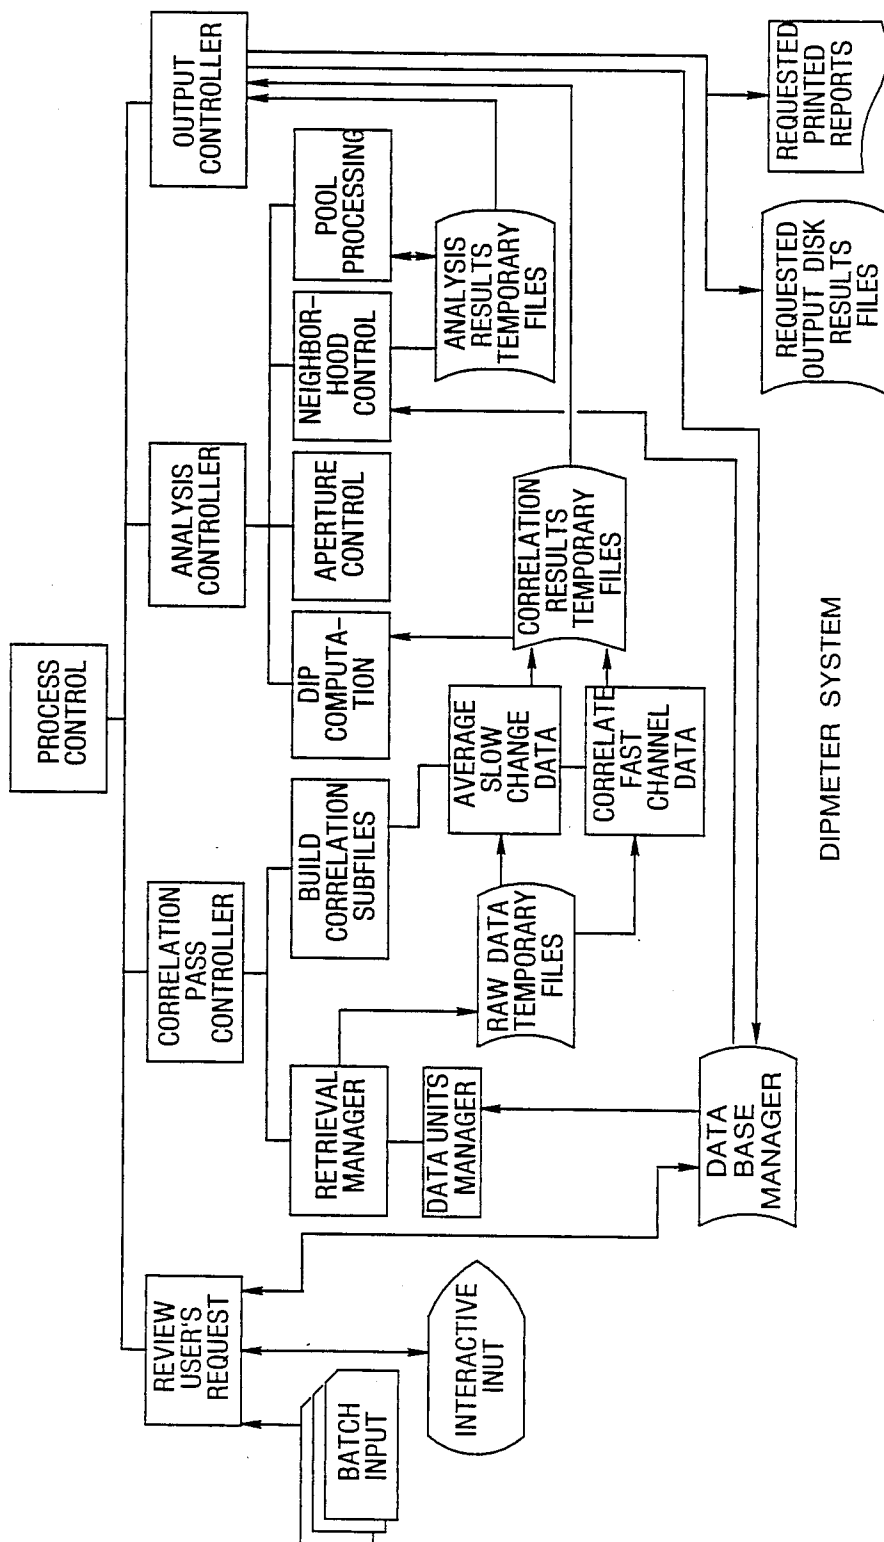 PROCESS
CONTROL
REVIEW
USER'S
REQUEST
CORRELATION
PASS
CONTROLLER
ANALYSIS
CONTROLLER
OUTPUT
CONTROLLER
BATCH
INPUT
INTERACTIVE
INUT
RETRIEVAL
MANAGER
BUILD
CORRELATION
SUBFILES
DIP
COMPUTA-
TION
APERTURE
CONTROL
NEIGHBOR-
HOOD
CONTROL
POOL
PROCESSING
DATA UNITS
MANAGER
RAW DATA
TEMPORARY
FILES
AVERAGE
SLOW
CHANGE
DATA
CORRELATE
FAST
CHANNEL
DATA
CORRELATION
RESULTS
TEMPORARY
FILES
ANALYSIS
RESULTS
TEMPORARY
FILES
DATA
BASE
MANAGER
REQUESTED
OUTPUT DISK
RESULTS
FILES
REQUESTED
PRINTED
REPORTS
DIPMETER SYSTEM